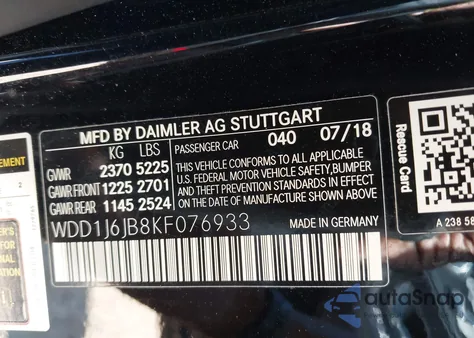 MFD BY DAIMLER AG STUTTGART
KG LBS
GVWR 2370 5225
GAWR FRONT 1225 2701
GAWR REAR 1145 2524
PASSENGER CAR 040 07/18
THIS VEHICLE CONFORMS TO ALL APPLICABLE
U.S. FEDERAL MOTOR VEHICLE SAFETY, BUMPER
AND THEFT PREVENTION STANDARDS IN EFFECT
ON THE DATE OF MANUFACTURE SHOWN ABOVE
WDD1J6JB8KF076933
MADE IN GERMANY
Rescue Card
A 238 58
EMENT
autoSnap